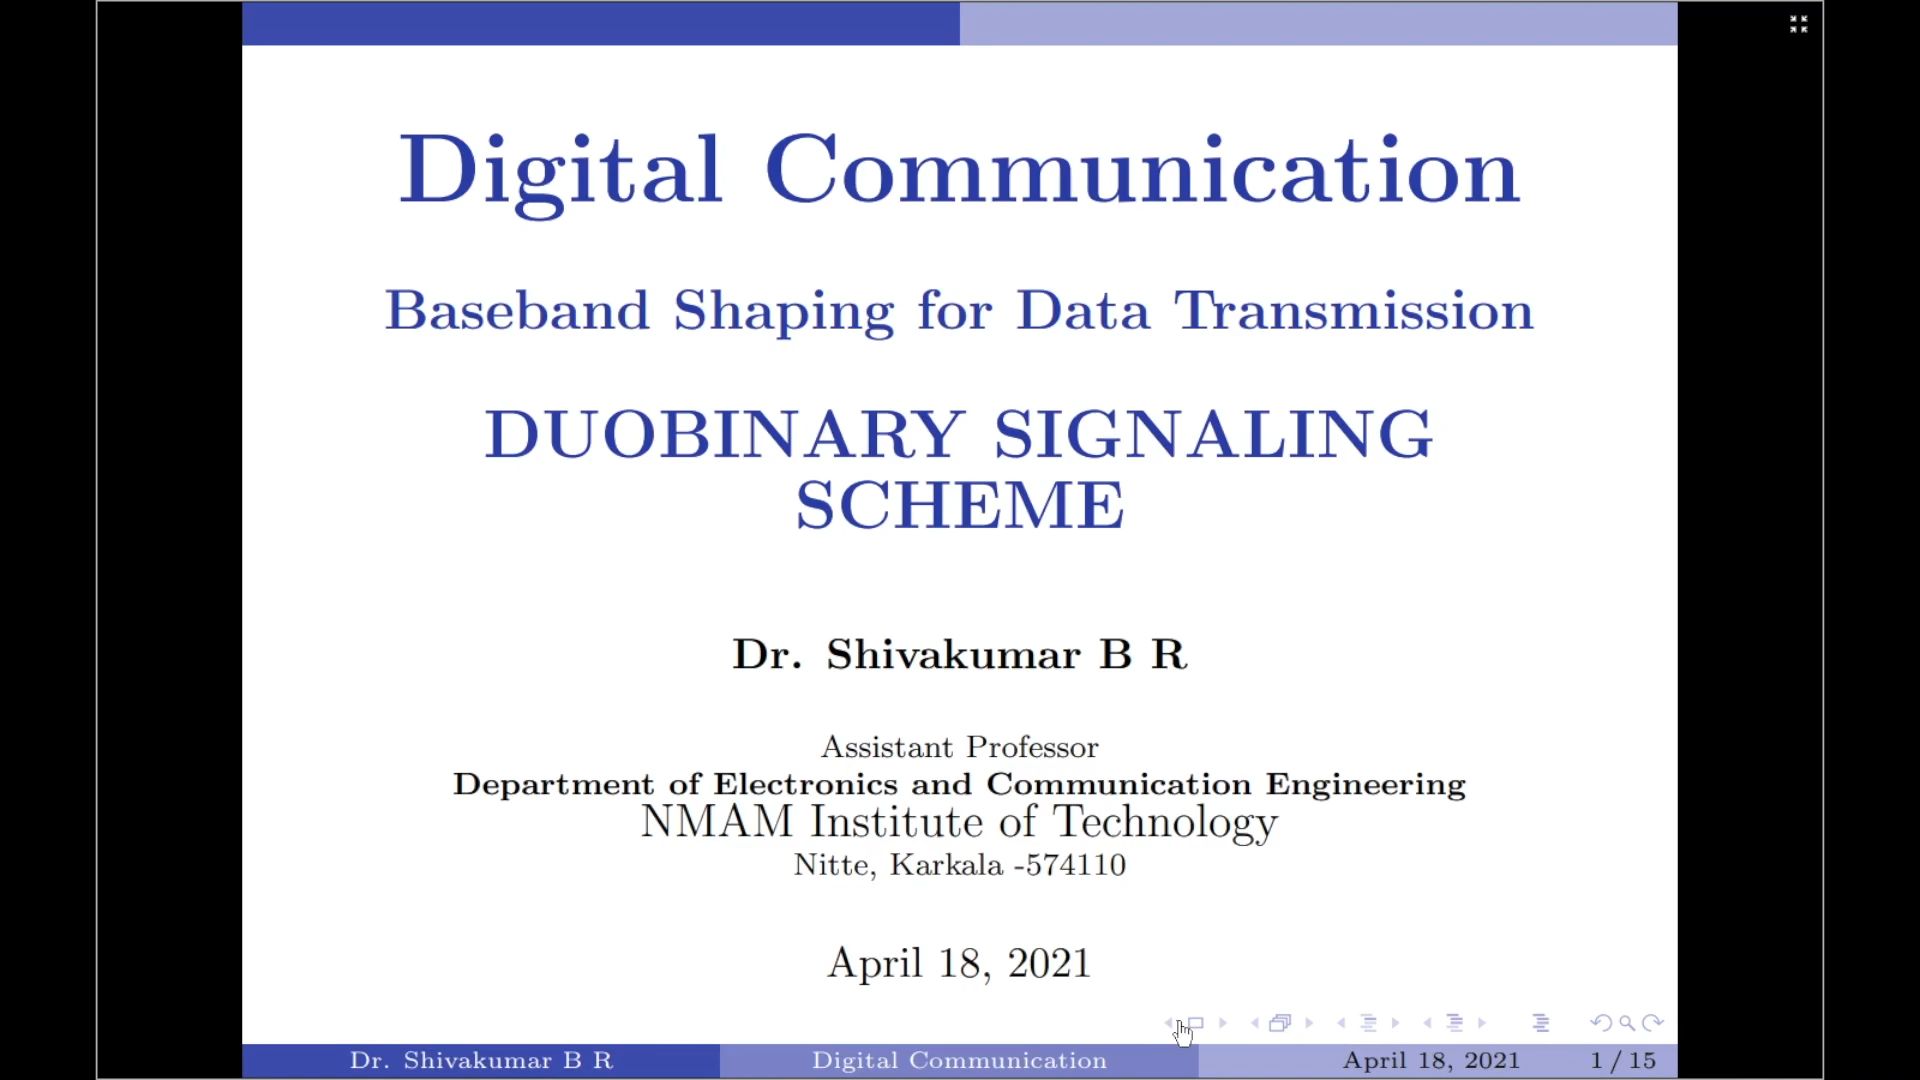 Digital Communication
Baseband Shaping for Data Transmission
DUOBINARY SIGNALING
SCHEME
Dr. Shivakumar B R
Assistant Professor
Department of Electronics and Communication Engineering
NMAM Institute of Technology
Nitte, Karkala -574110
April 18, 2021
Dr. Shivakumar B R Digital Communication April 18, 2021 1 / 15